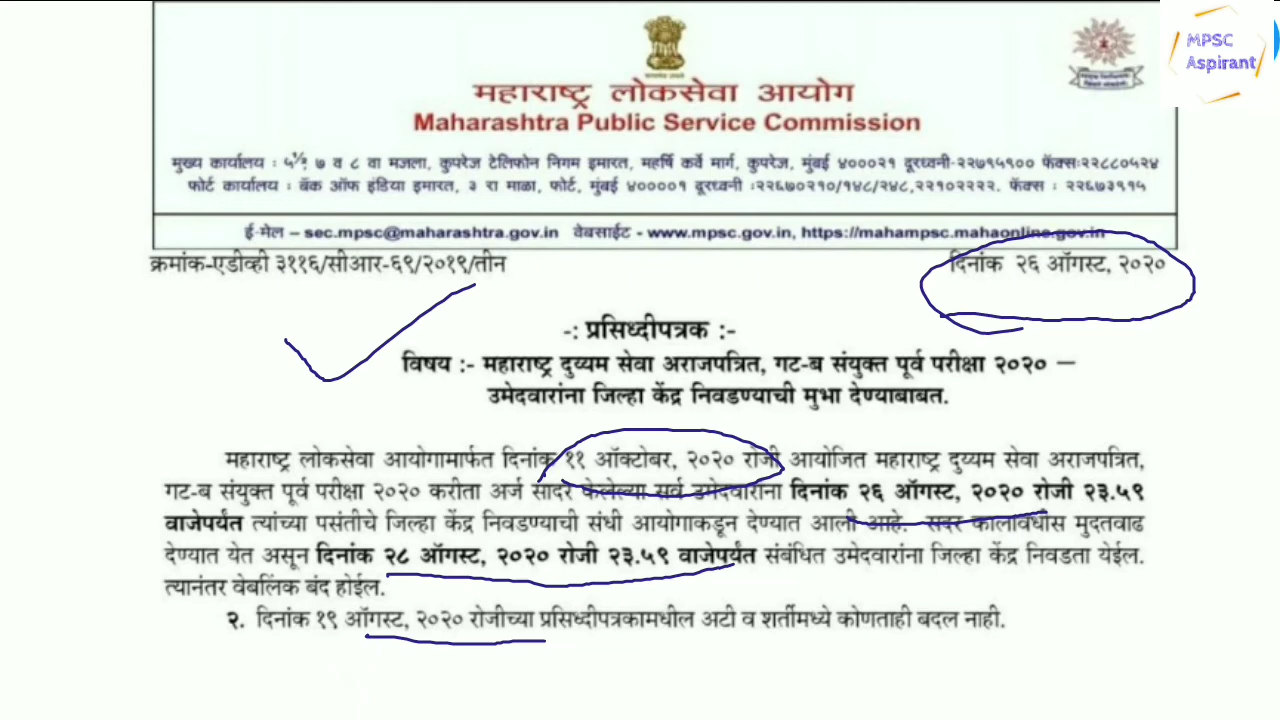 MPSC
Aspirant
महाराष्ट्र लोकसेवा आयोग
Maharashtra Public Service Commission
मुख्य कार्यालय : ५½, ७ व ८ वा मजला, कुपरेज टेलिफोन निगम इमारत, महर्षि कर्वे मार्ग, कुपरेज, मुंबई ४०००२१ दूरध्वनी-२२७९५९०० फॅक्सः२२८८०५२४
फोर्ट कार्यालय : बँक ऑफ इंडिया इमारत, ३ रा माळा, फोर्ट, मुंबई ४००००१ दूरध्वनी :२२६७०२१०/१४८/२४८,२२१०२२२२. फॅक्स : २२६७३९१५
ई-मेल – sec.mpsc@maharashtra.gov.in वेबसाईट - www.mpsc.gov.in, https://mahampsc.mahaonline.gov.in
क्रमांक-एडीव्ही ३११६/सीआर-६९/२०१९/तीन
दिनांक २६ ऑगस्ट, २०२०
-: प्रसिध्दीपत्रक :-
विषय :- महाराष्ट्र दुय्यम सेवा अराजपत्रित, गट-ब संयुक्त पूर्व परीक्षा २०२० –
उमेदवारांना जिल्हा केंद्र निवडण्याची मुभा देण्याबाबत.
महाराष्ट्र लोकसेवा आयोगामार्फत दिनांक ११ ऑक्टोबर, २०२० रोजी आयोजित महाराष्ट्र दुय्यम सेवा अराजपत्रित,
गट-ब संयुक्त पूर्व परीक्षा २०२० करीता अर्ज सादर केलेल्या सर्व उमेदवारांना दिनांक २६ ऑगस्ट, २०२० रोजी २३.५९
वाजेपर्यंत त्यांच्या पसंतीचे जिल्हा केंद्र निवडण्याची संधी आयोगाकडून देण्यात आली आहे. सदर कालावधीस मुदतवाढ
देण्यात येत असून दिनांक २८ ऑगस्ट, २०२० रोजी २३.५९ वाजेपर्यंत संबंधित उमेदवारांना जिल्हा केंद्र निवडता येईल.
त्यानंतर वेबलिंक बंद होईल.
२. दिनांक १९ ऑगस्ट, २०२० रोजीच्या प्रसिध्दीपत्रकामधील अटी व शर्तीमध्ये कोणताही बदल नाही.